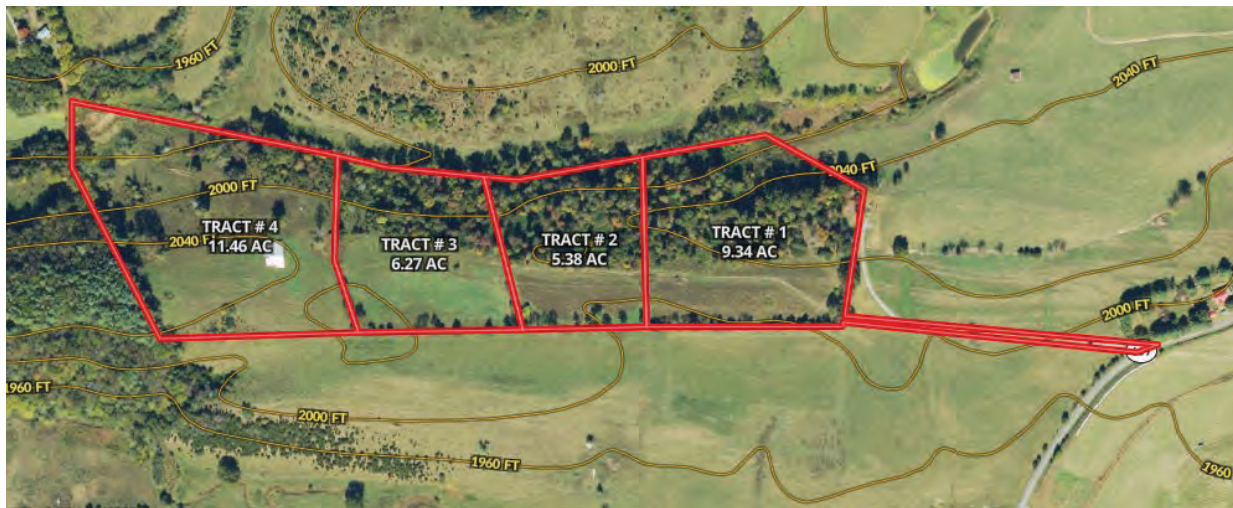 1960 FT
2000 FT
2040 FT
2040 FT
2000 FT
TRACT # 4
11.46 AC
2040 F
TRACT # 3
6.27 AC
TRACT # 2
5.38 AC
TRACT # 1
9.34 AC
2000 FT
1960 FT
2000 FT
1960 FT
1960